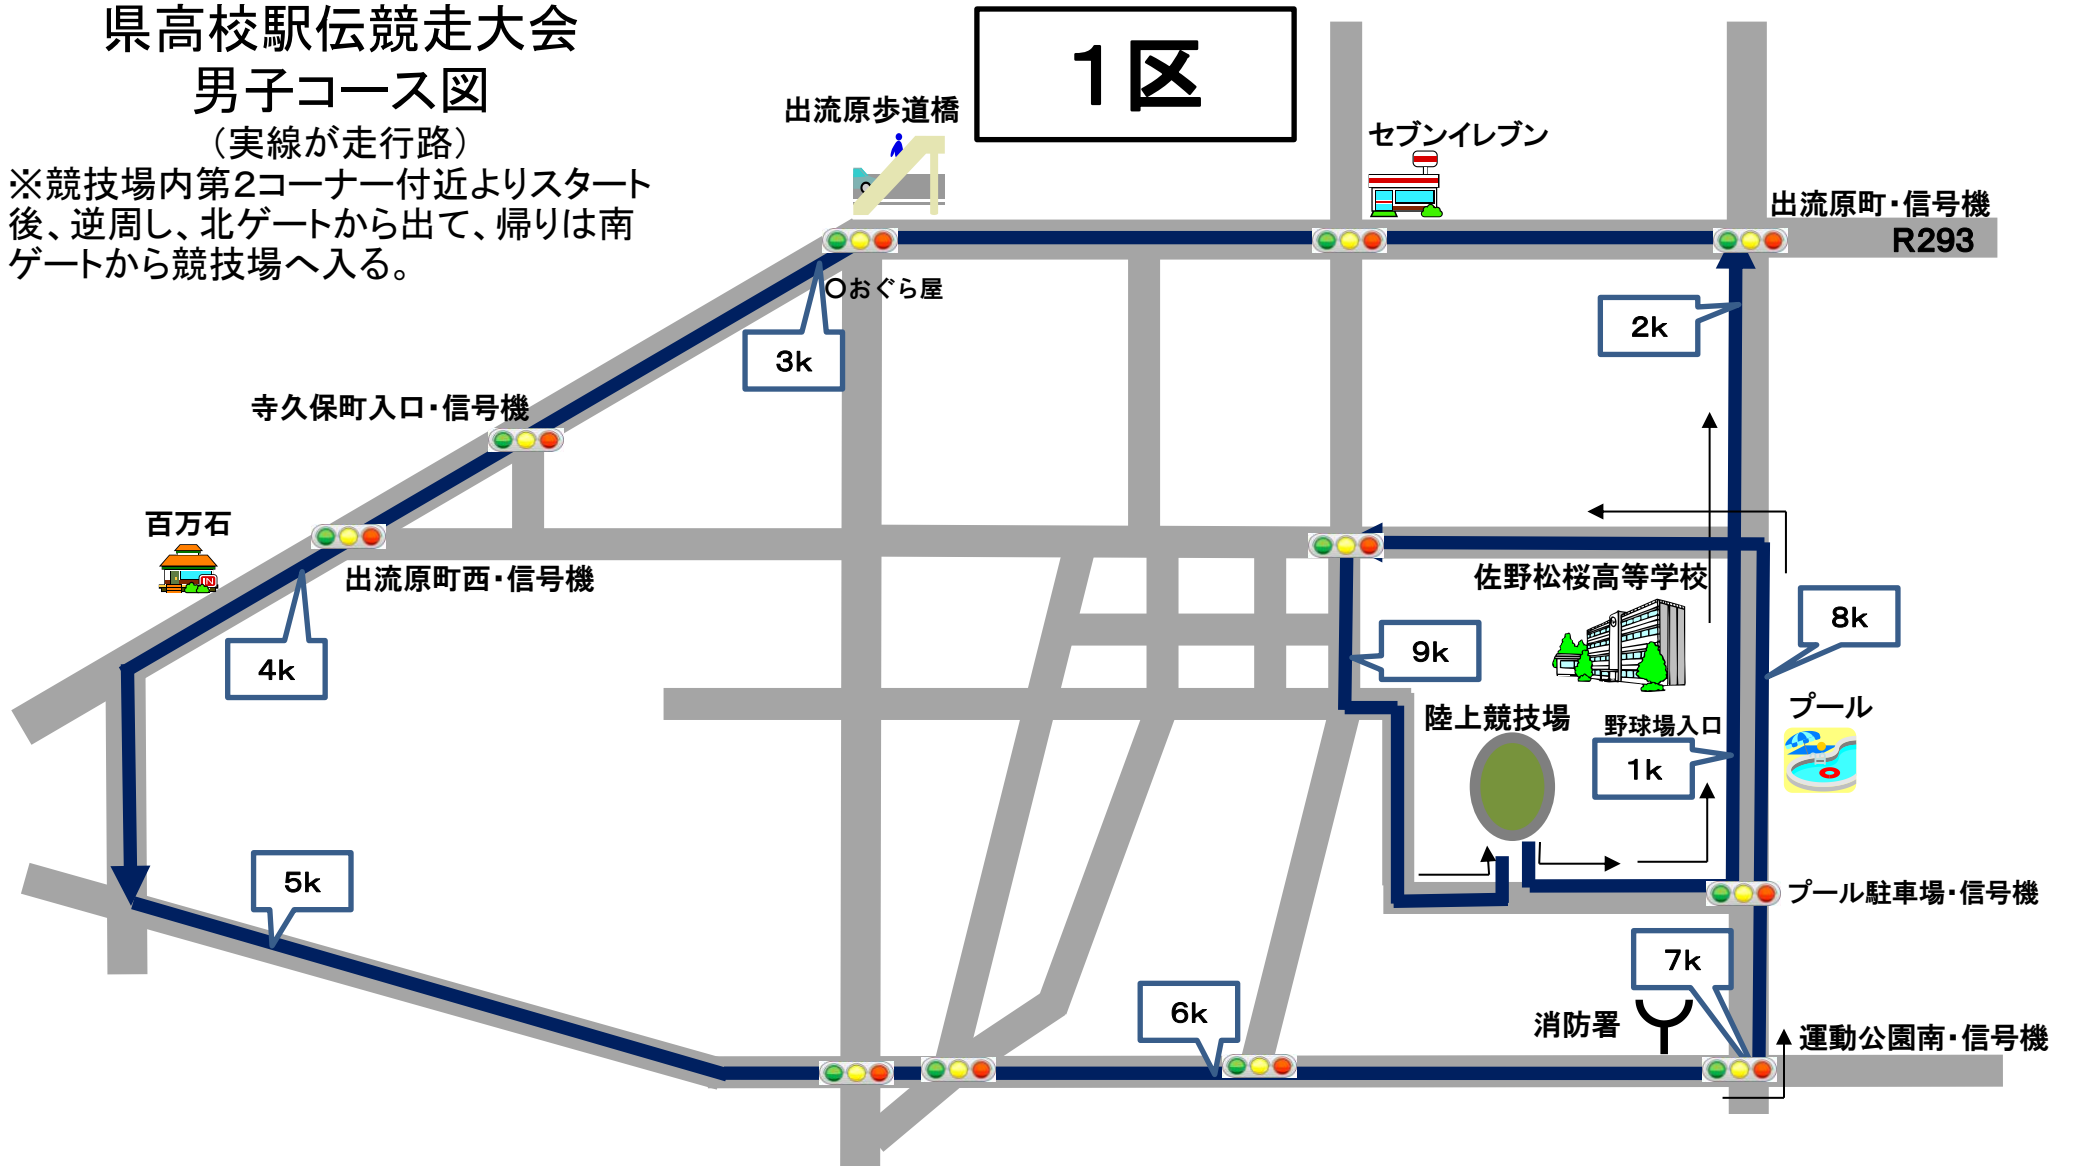 県高校駅伝競走大会
男子コース図
（実線が走行路）
※競技場内第2コーナー付近よりスタート
後、逆周し、北ゲートから出て、帰りは南
ゲートから競技場へ入る。
1区
出流原歩道橋
セブンイレブン
出流原町・信号機
R293
〇おぐら屋
2k
3k
寺久保町入口・信号機
百万石
IN
出流原町西・信号機
佐野松桜高等学校
8k
9k
4k
プール
陸上競技場
野球場入口
1k
5k
プール駐車場・信号機
7k
6k
消防署
運動公園南・信号機